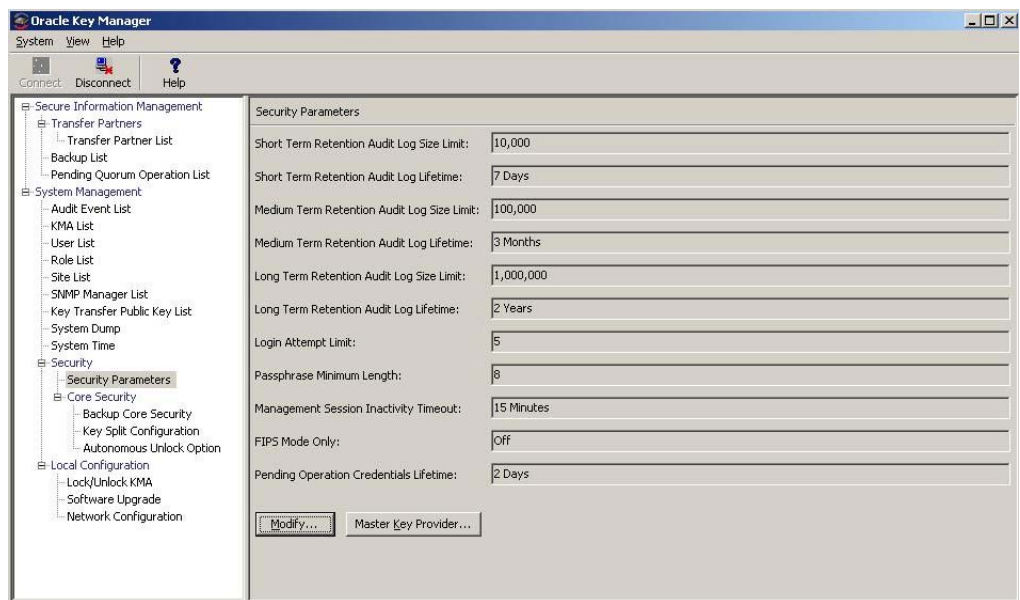 Oracle Key Manager
System View Help
Connect Disconnect Help
Secure Information Management
Transfer Partners
Transfer Partner List
Backup List
Pending Quorum Operation List
System Management
Audit Event List
KMA List
User List
Role List
Site List
SNMP Manager List
Key Transfer Public Key List
System Dump
System Time
Security
Security Parameters
Core Security
Backup Core Security
Key Split Configuration
Autonomous Unlock Option
Local Configuration
Lock/Unlock KMA
Software Upgrade
Network Configuration
Security Parameters
Short Term Retention Audit Log Size Limit: 10,000
Short Term Retention Audit Log Lifetime: 7 Days
Medium Term Retention Audit Log Size Limit: 100,000
Medium Term Retention Audit Log Lifetime: 3 Months
Long Term Retention Audit Log Size Limit: 1,000,000
Long Term Retention Audit Log Lifetime: 2 Years
Login Attempt Limit: 5
Passphrase Minimum Length: 8
Management Session Inactivity Timeout: 15 Minutes
FIPS Mode Only: Off
Pending Operation Credentials Lifetime: 2 Days
Modify... Master Key Provider...